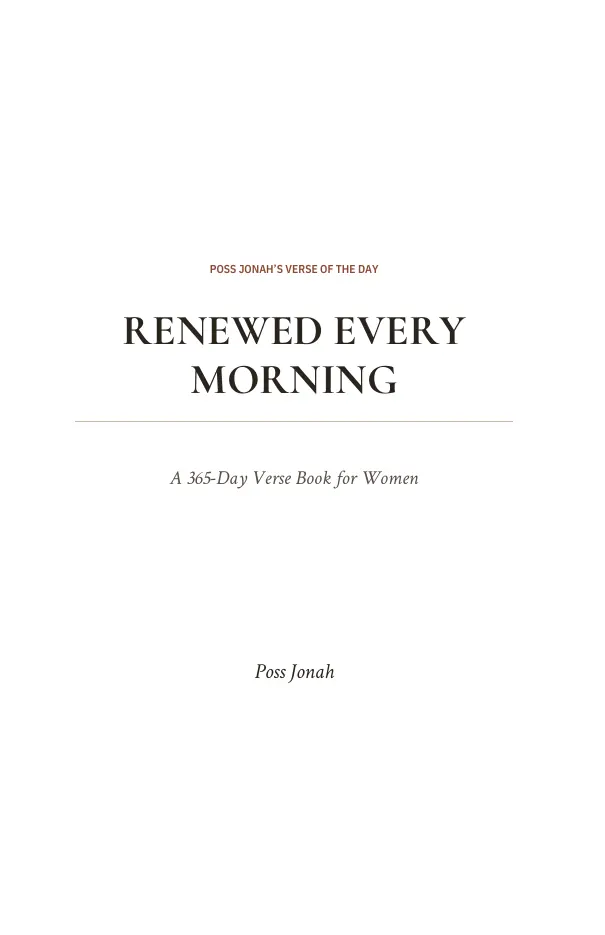 POSS JONAH'S VERSE OF THE DAY
RENEWED EVERY
MORNING
A 365-Day Verse Book for Women
Poss Jonah